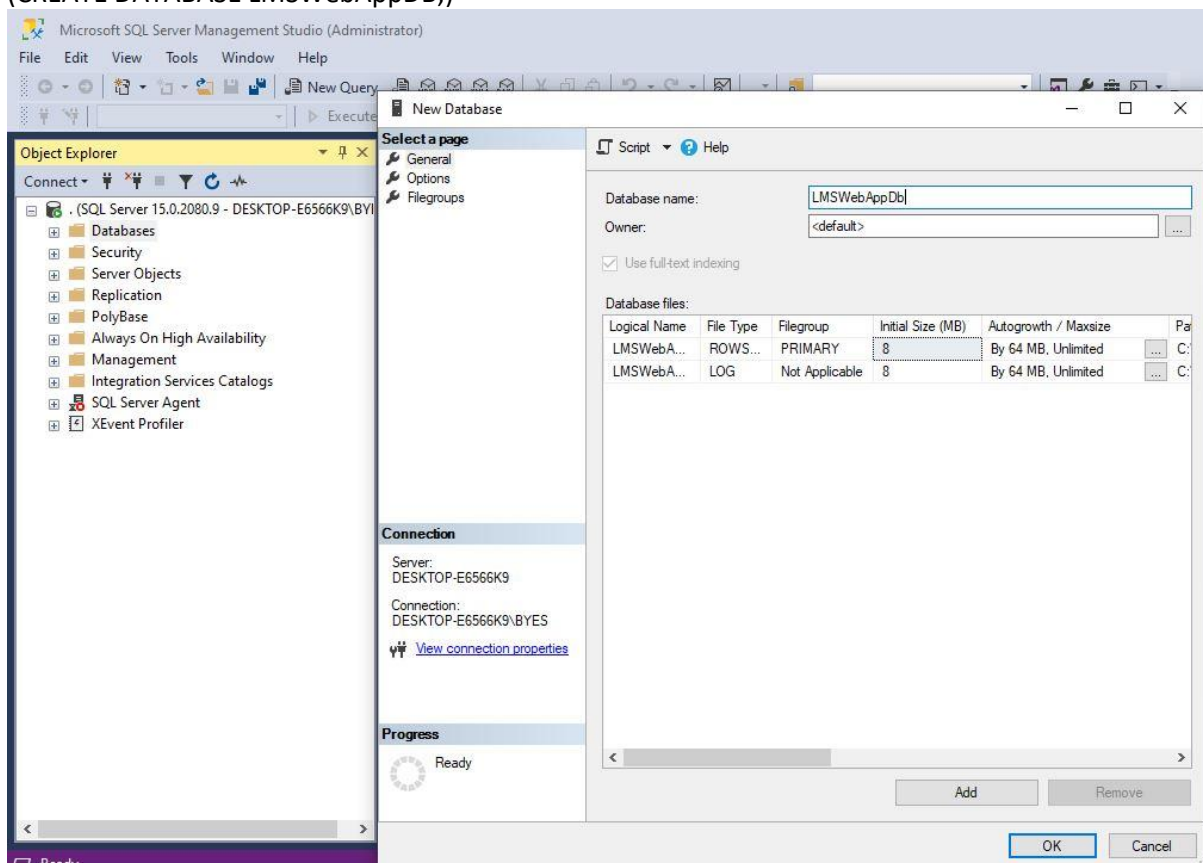 (CREATE DATABASE LMSWebAppDB))
Microsoft SQL Server Management Studio (Administrator)
File Edit View Tools Window Help
New Query
Execute
Object Explorer
Connect
. (SQL Server 15.0.2080.9 - DESKTOP-E6566K9\BYE
Databases
Security
Server Objects
Replication
PolyBase
Always On High Availability
Management
Integration Services Catalogs
SQL Server Agent
XEvent Profiler
New Database
Select a page
General
Options
Filegroups
Connection
Server:
DESKTOP-E6566K9
Connection:
DESKTOP-E6566K9\BYES
View connection properties
Progress
Ready
Script Help
Database name: LMSWebAppDb
Owner: <default> ...
Use full-text indexing
Database files:
Logical Name File Type Filegroup Initial Size (MB) Autogrowth / Maxsize Pa
LMSWebA... ROWS... PRIMARY 8 By 64 MB, Unlimited ... C:
LMSWebA... LOG Not Applicable 8 By 64 MB, Unlimited ... C:
Add Remove
OK Cancel